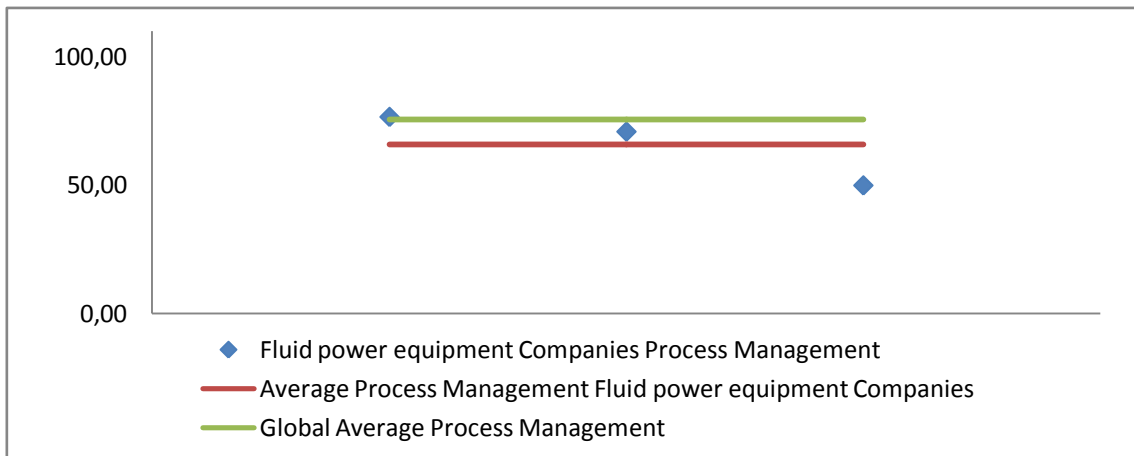 100,00
50,00
0,00
Fluid power equipment Companies Process Management
Average Process Management Fluid power equipment Companies
Global Average Process Management